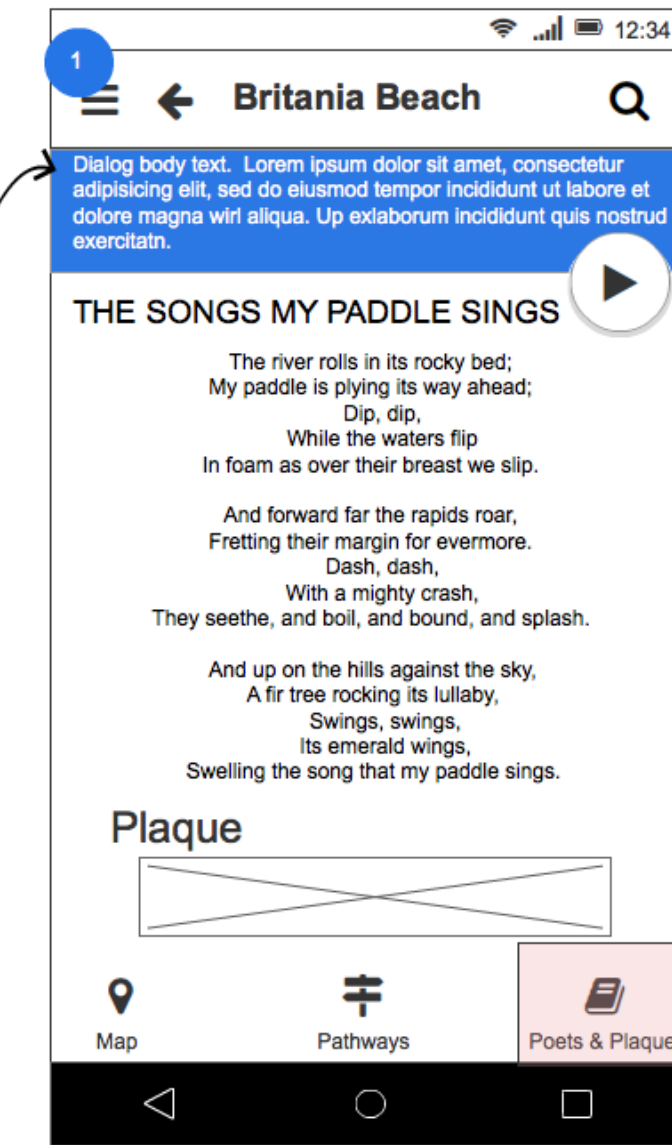 12:34
1
Britania Beach
Dialog body text.  Lorem ipsum dolor sit amet, consectetur
adipisicing elit, sed do eiusmod tempor incididunt ut labore et
dolore magna wirl aliqua. Up exlaborum incididunt quis nostrud
exercitatn.
THE SONGS MY PADDLE SINGS
The river rolls in its rocky bed;
My paddle is plying its way ahead;
Dip, dip,
While the waters flip
In foam as over their breast we slip.
And forward far the rapids roar,
Fretting their margin for evermore.
Dash, dash,
With a mighty crash,
They seethe, and boil, and bound, and splash.
And up on the hills against the sky,
A fir tree rocking its lullaby,
Swings, swings,
Its emerald wings,
Swelling the song that my paddle sings.
Plaque
Map
Pathways
Poets & Plaque